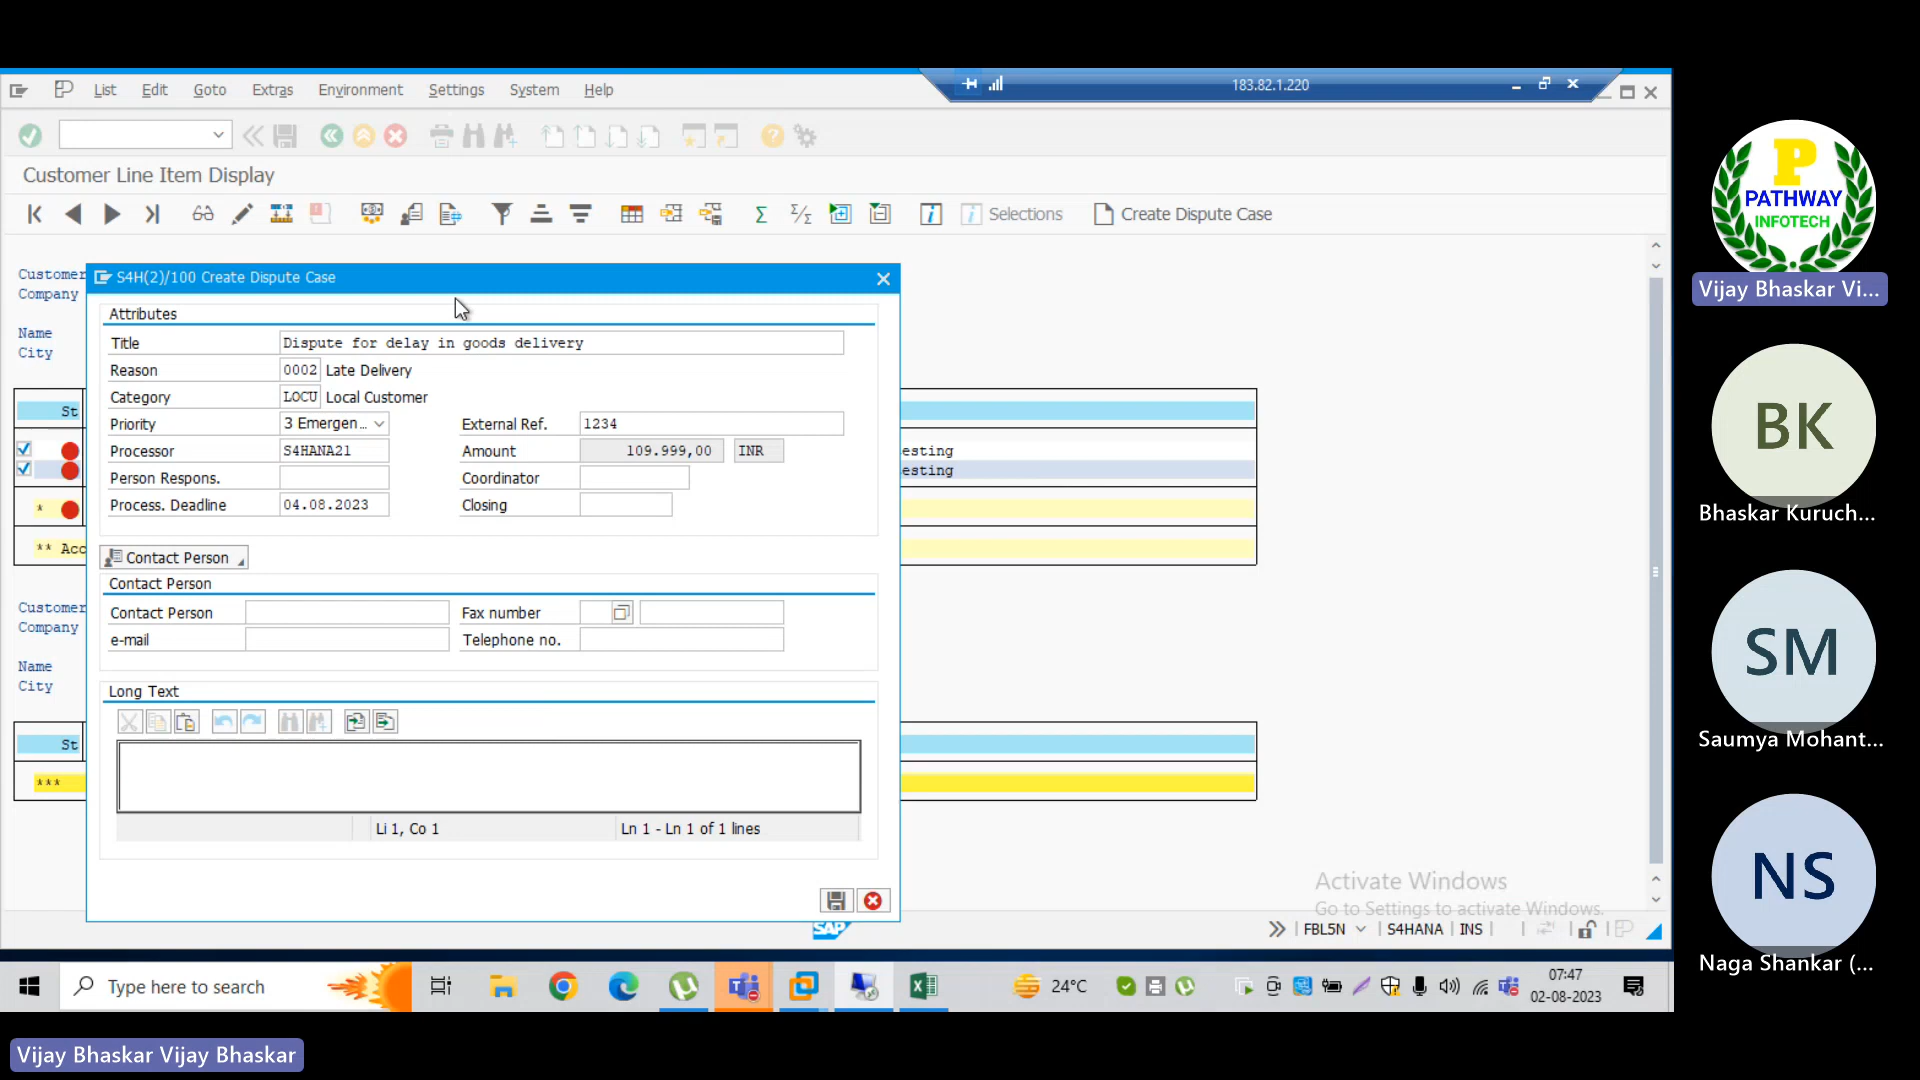 List Edit Goto Extras Environment Settings System Help
183.82.1.220
Customer Line Item Display
Selections
Create Dispute Case
Customer
Company
Name
City
St
* 
** Acc
Customer
Company
Name
City
St
***
esting
esting
S4H(2)/100 Create Dispute Case
Attributes
Title Dispute for delay in goods delivery
Reason 0002 Late Delivery
Category LOCU Local Customer
Priority 3 Emergen... External Ref. 1234
Processor S4HANA21 Amount 109.999,00 INR
Person Respons. Coordinator
Process. Deadline 04.08.2023 Closing
Contact Person
Contact Person
Contact Person Fax number
e-mail Telephone no.
Long Text
Li 1, Co 1 Ln 1 - Ln 1 of 1 lines
Activate Windows
Go to Settings to activate Windows.
SAP
FBL5N S4HANA INS
Type here to search
24°C
07:47
02-08-2023
P
PATHWAY
INFOTECH
Vijay Bhaskar Vi...
BK
Bhaskar Kuruch...
SM
Saumya Mohant...
NS
Naga Shankar (...
Vijay Bhaskar Vijay Bhaskar